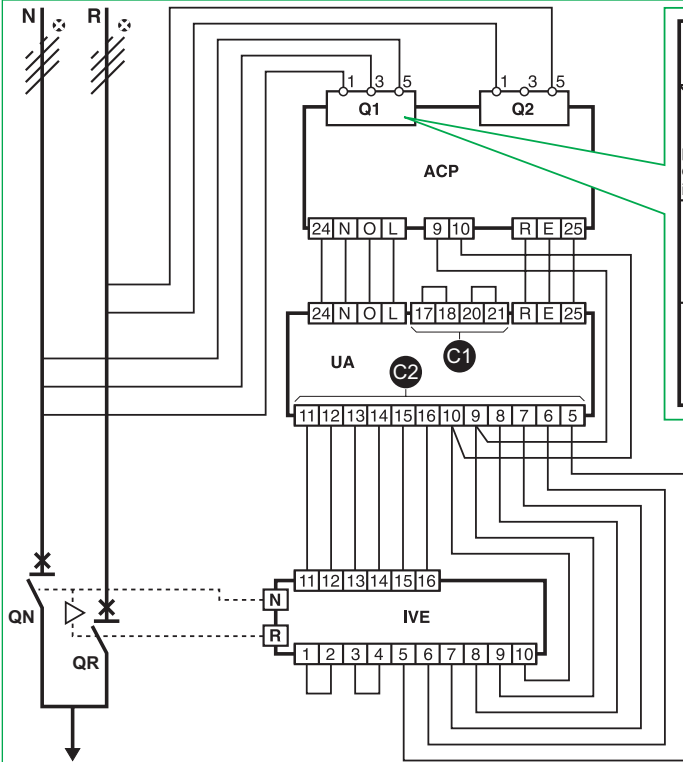 N R
1 3 5 1 3 5
Q1 Q2
ACP
24 N O L 9 10 R E 25
24 N O L 17 18 20 21 R E 25
UA C1
C2
11 12 13 14 15 16 10 9 8 7 6 5
11 12 13 14 15 16
N
QN IVE
R
QR
1 2 3 4 5 6 7 8 9 10